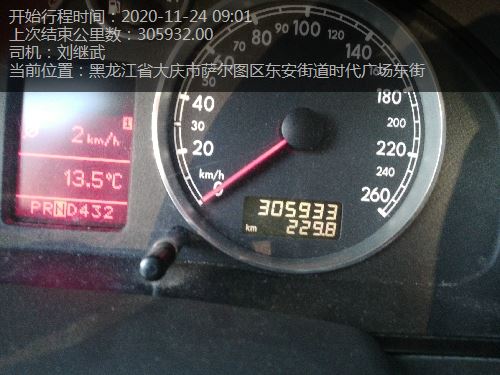 开始行程时间：2020-11-24 09:01
上次结束公里数：305932.00
司机：刘继武
当前位置：黑龙江省大庆市萨尔图区东安街道时代广场东街
80 100 120 140
60
40
30
20
km/h
0
180
200
220
240
260
1
2 km/h
13.5°C
PRND432
305933
km 229.8